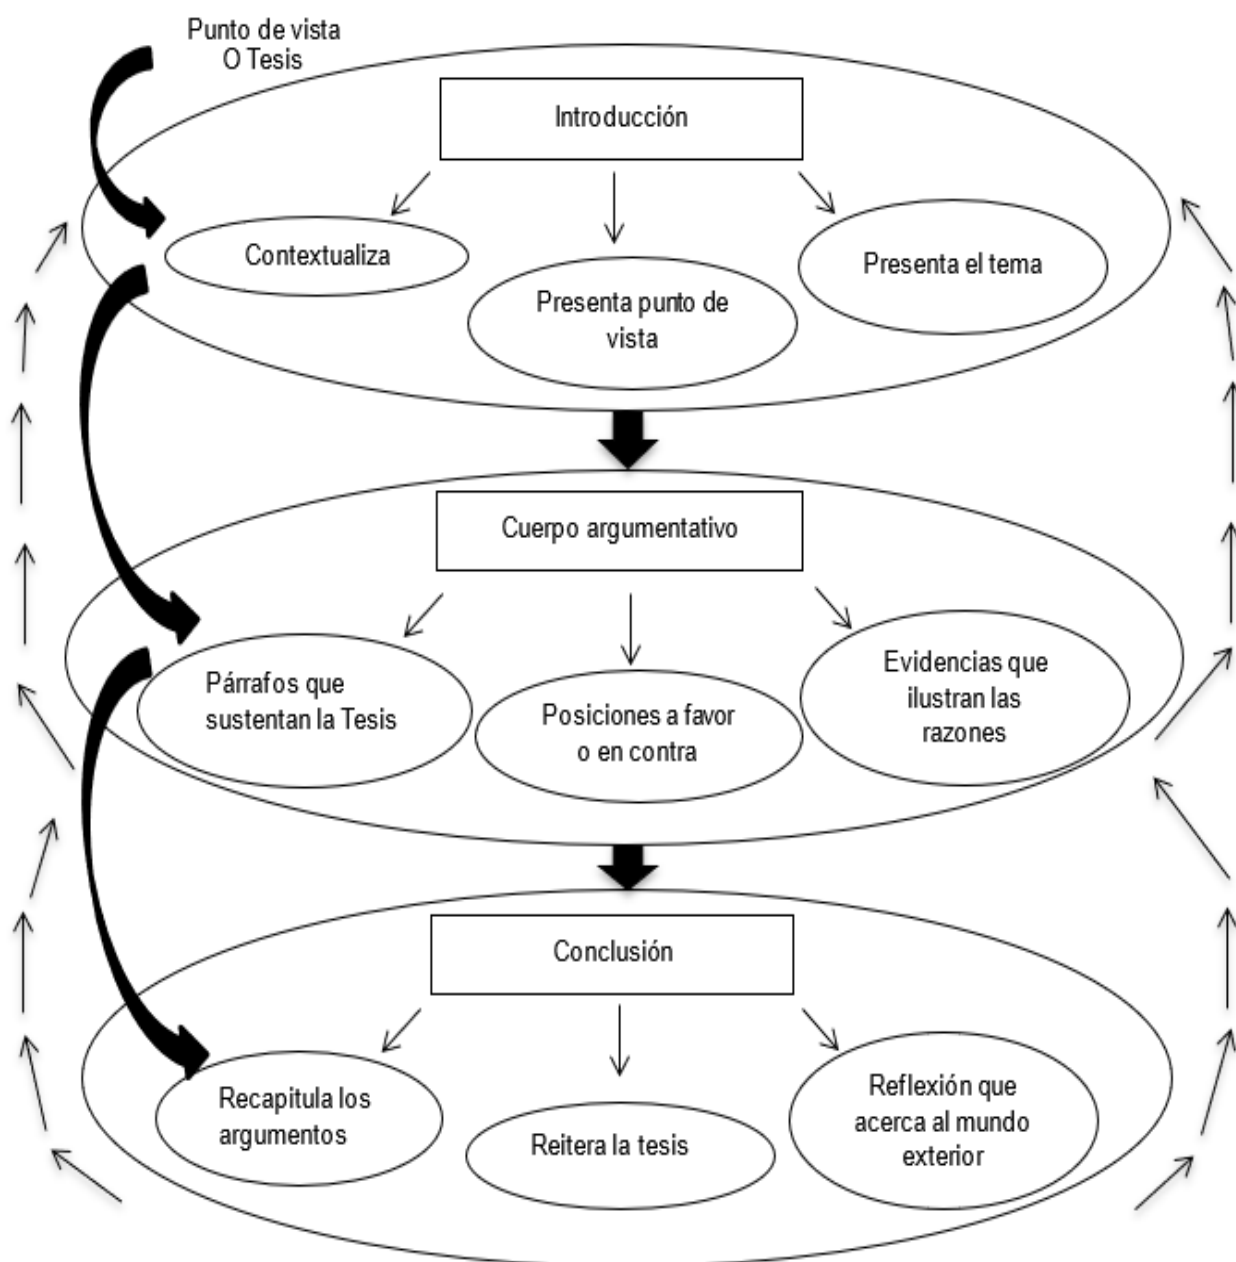 Punto de vista
O Tesis
Introducción
Contextualiza
Presenta punto de
vista
Presenta el tema
Cuerpo argumentativo
Párrafos que
sustentan la Tesis
Posiciones a favor
o en contra
Evidencias que
ilustran las
razones
Conclusión
Recapitula los
argumentos
Reitera la tesis
Reflexión que
acerca al mundo
exterior